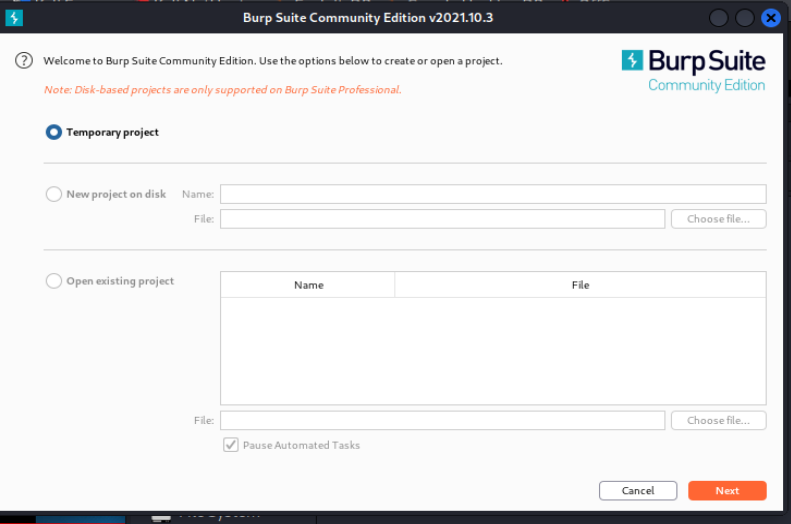 Burp Suite Community Edition v2021.10.3
Welcome to Burp Suite Community Edition. Use the options below to create or open a project.
Note: Disk-based projects are only supported on Burp Suite Professional.
Burp Suite
Community Edition
Temporary project
New project on disk
Name:
File:
Choose file...
Open existing project
Name
File
File:
Choose file...
Pause Automated Tasks
Cancel
Next